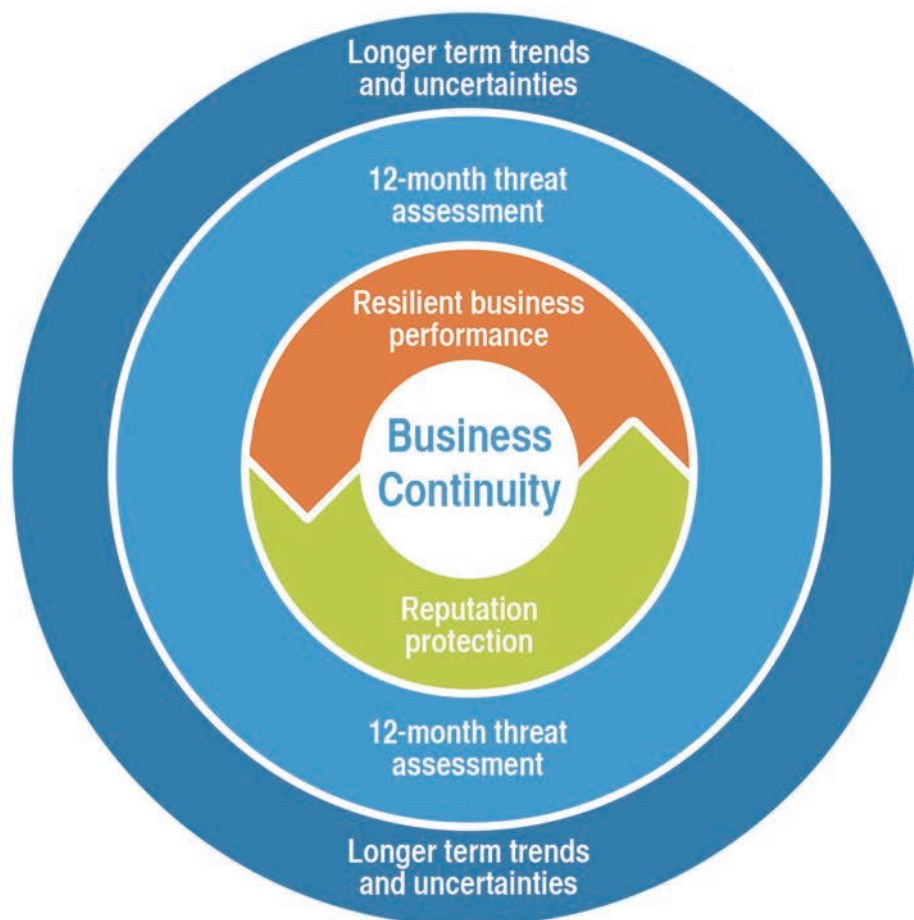 Longer term trends
and uncertainties
12-month threat
assessment
Resilient business
performance
Business
Continuity
Reputation
protection
12-month threat
assessment
Longer term trends
and uncertainties